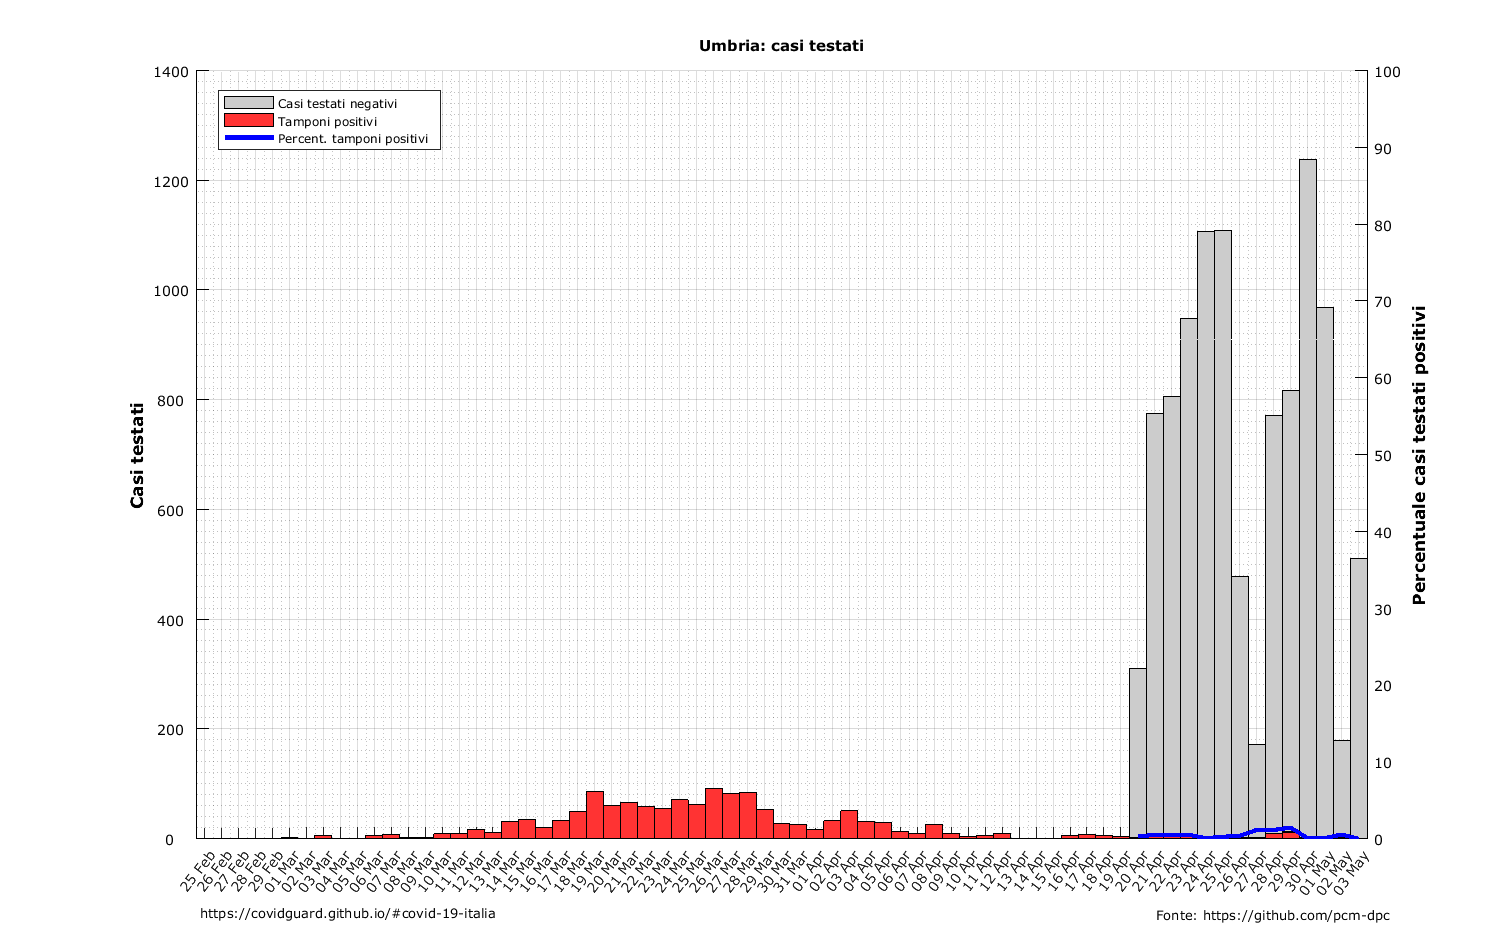 Umbria: casi testati
1400
1200
1000
800
600
400
200
0
Casi testati
Casi testati negativi
Tamponi positivi
Percent. tamponi positivi
100
90
80
70
60
50
40
30
20
10
0
Percentuale casi testati positivi
25 Feb
26 Feb
27 Feb
28 Feb
29 Feb
01 Mar
02 Mar
03 Mar
04 Mar
05 Mar
06 Mar
07 Mar
08 Mar
09 Mar
10 Mar
11 Mar
12 Mar
13 Mar
14 Mar
15 Mar
16 Mar
17 Mar
18 Mar
19 Mar
20 Mar
21 Mar
22 Mar
23 Mar
24 Mar
25 Mar
26 Mar
27 Mar
28 Mar
29 Mar
30 Mar
31 Mar
01 Apr
02 Apr
03 Apr
04 Apr
05 Apr
06 Apr
07 Apr
08 Apr
09 Apr
10 Apr
11 Apr
12 Apr
13 Apr
14 Apr
15 Apr
16 Apr
17 Apr
18 Apr
19 Apr
20 Apr
21 Apr
22 Apr
23 Apr
24 Apr
25 Apr
26 Apr
27 Apr
28 Apr
29 Apr
30 Apr
01 May
02 May
03 May
https://covidguard.github.io/#covid-19-italia
Fonte: https://github.com/pcm-dpc